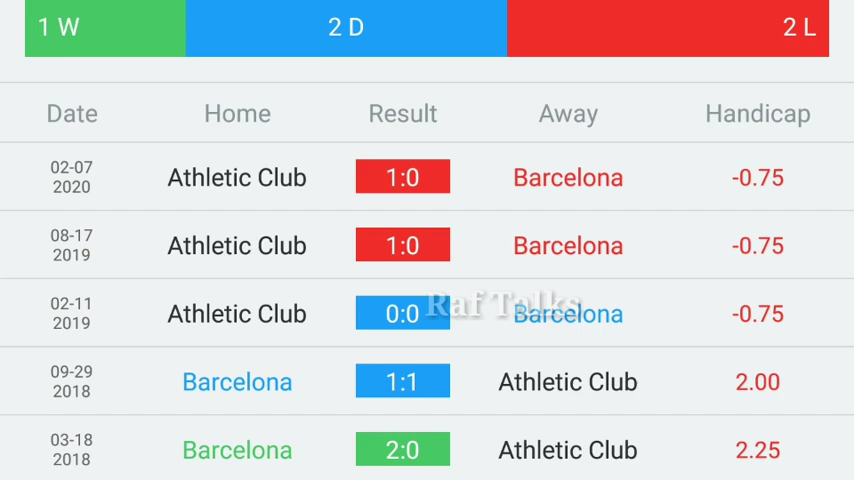 1 W 2 D 2 L
Date Home Result Away Handicap
02-07
2020
Athletic Club 1:0 Barcelona -0.75
08-17
2019
Athletic Club 1:0 Barcelona -0.75
02-11
2019
Athletic Club 0:0 Barcelona -0.75
Raf Talks
09-29
2018
Barcelona 1:1 Athletic Club 2.00
03-18
2018
Barcelona 2:0 Athletic Club 2.25